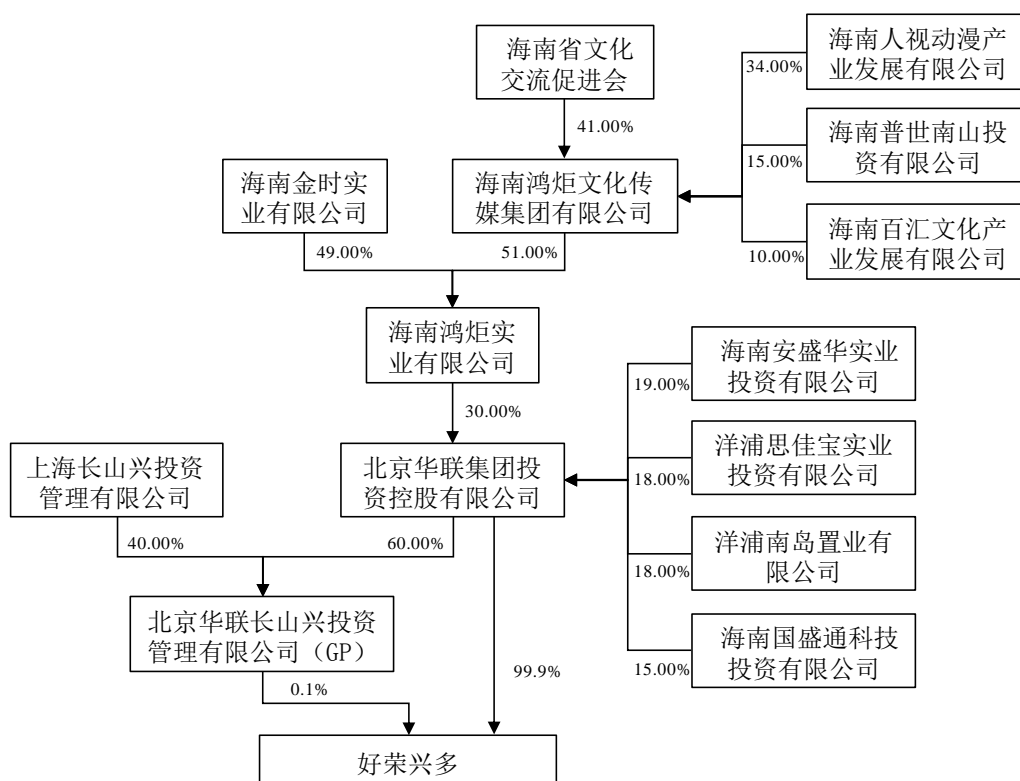 海南省文化
交流促进会
海南人视动漫产
业发展有限公司
34.00%
41.00%
海南普世南山投
资有限公司
15.00%
海南金时实
业有限公司
海南鸿炬文化传
媒集团有限公司
海南百汇文化产
业发展有限公司
10.00%
49.00%
51.00%
海南鸿炬实
业有限公司
海南安盛华实业
投资有限公司
19.00%
30.00%
上海长山兴投资
管理有限公司
北京华联集团投
资控股有限公司
洋浦思佳宝实业
投资有限公司
18.00%
40.00%
60.00%
洋浦南岛置业有
限公司
18.00%
北京华联长山兴投资
管理有限公司（GP）
海南国盛通科技
投资有限公司
15.00%
99.9%
0.1%
好荣兴多